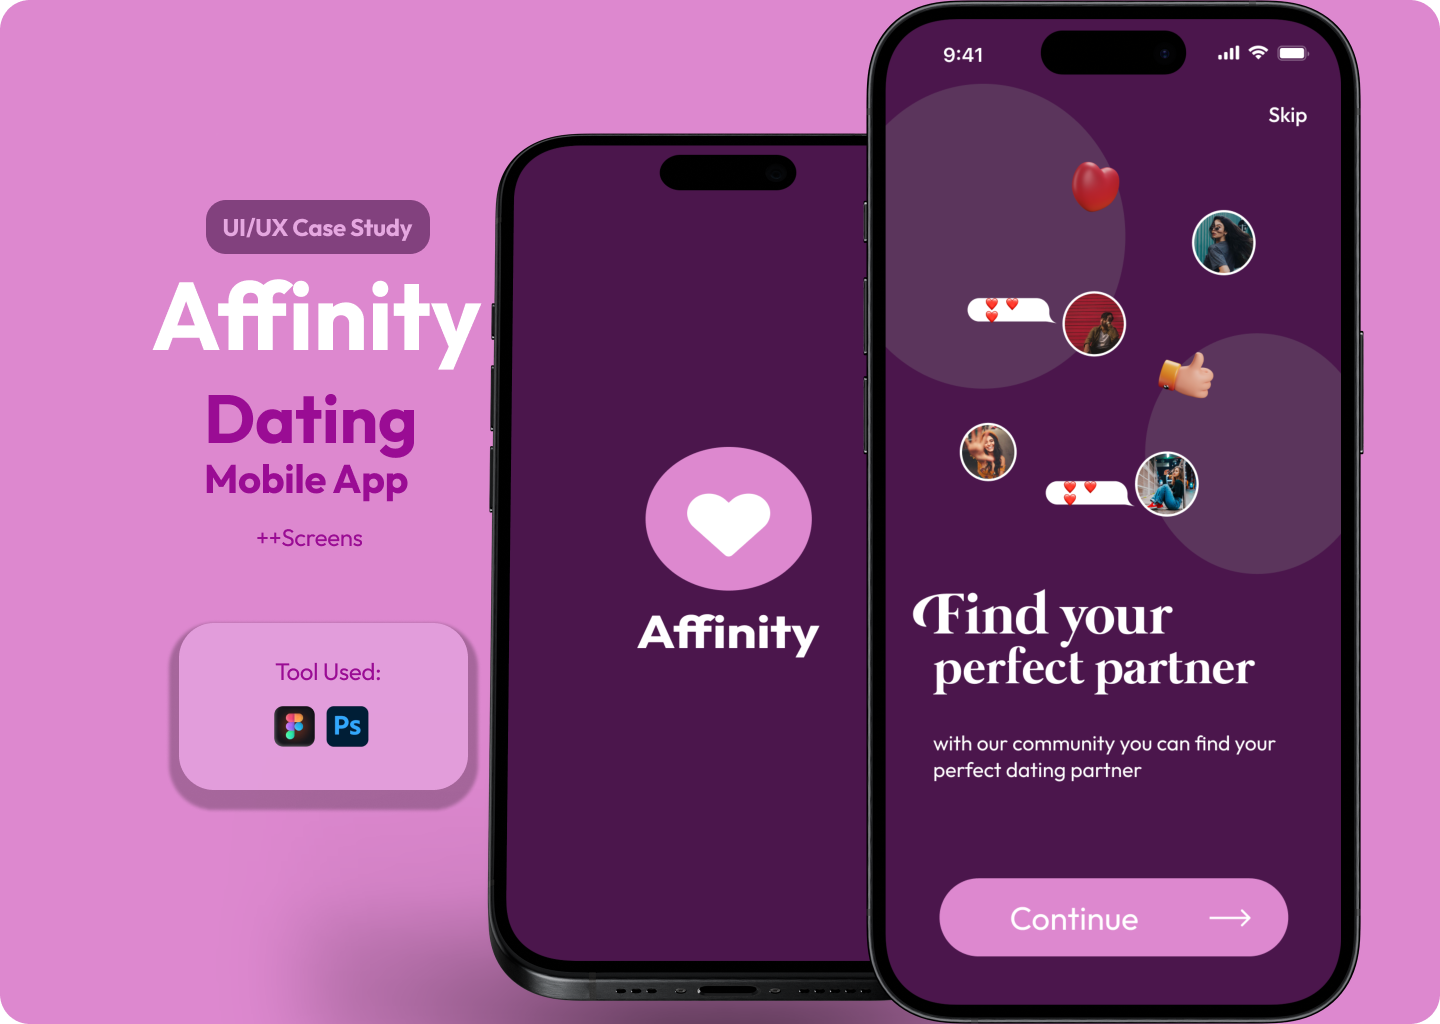 UI/UX Case Study
Affinity
Dating
Mobile App
++Screens
Tool Used:
Ps
Affinity
9:41
Skip
Find your
perfect partner
with our community you can find your
perfect dating partner
Continue